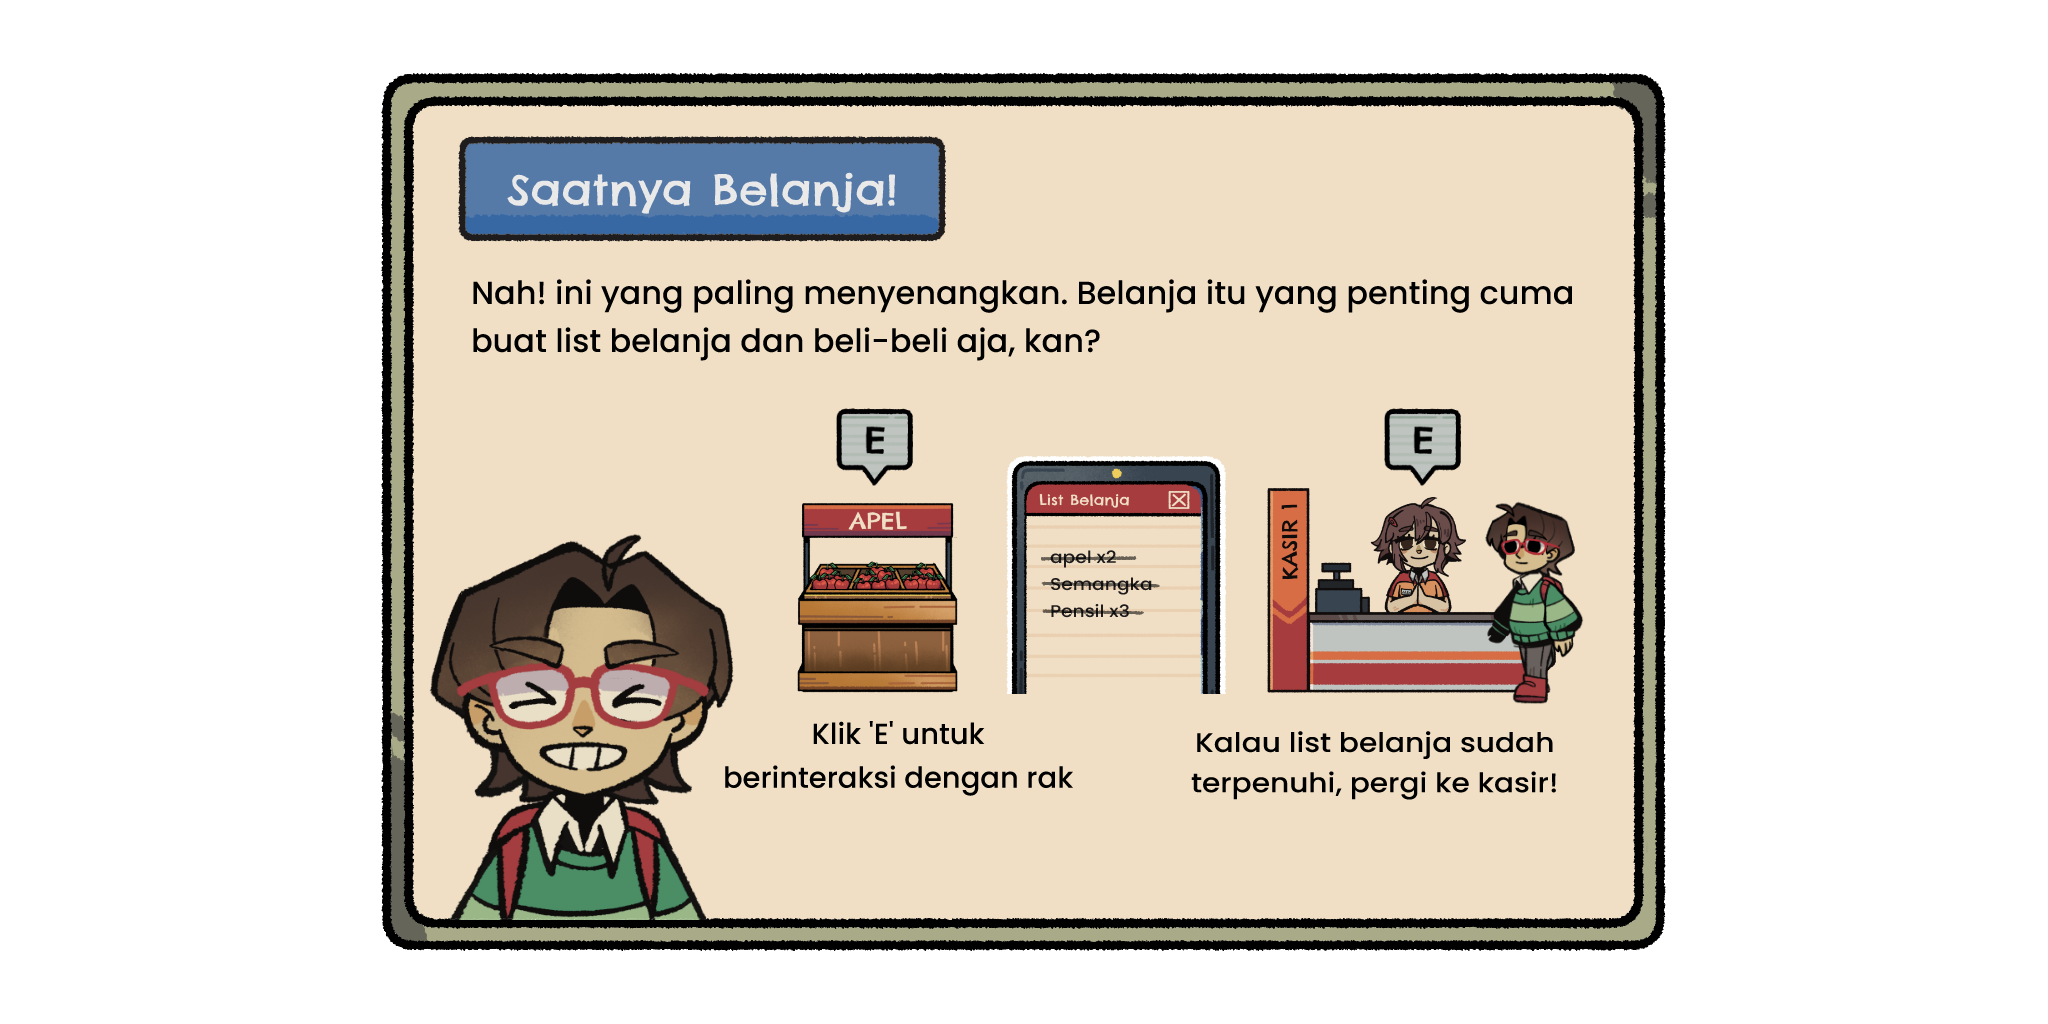 Saatnya Belanja!
Nah! ini yang paling menyenangkan. Belanja itu yang penting cuma
buat list belanja dan beli-beli aja, kan?
E
APEL
Klik 'E' untuk
berinteraksi dengan rak
List Belanja
apel x2
Semangka
Pensil x3
E
KASIR 1
Kalau list belanja sudah
terpenuhi, pergi ke kasir!